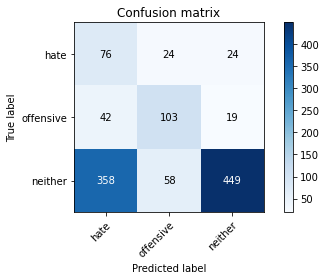 Confusion matrix
hate 76 24 24
offensive 42 103 19
neither 358 58 449
hate offensive neither
True label
Predicted label
400
350
300
250
200
150
100
50